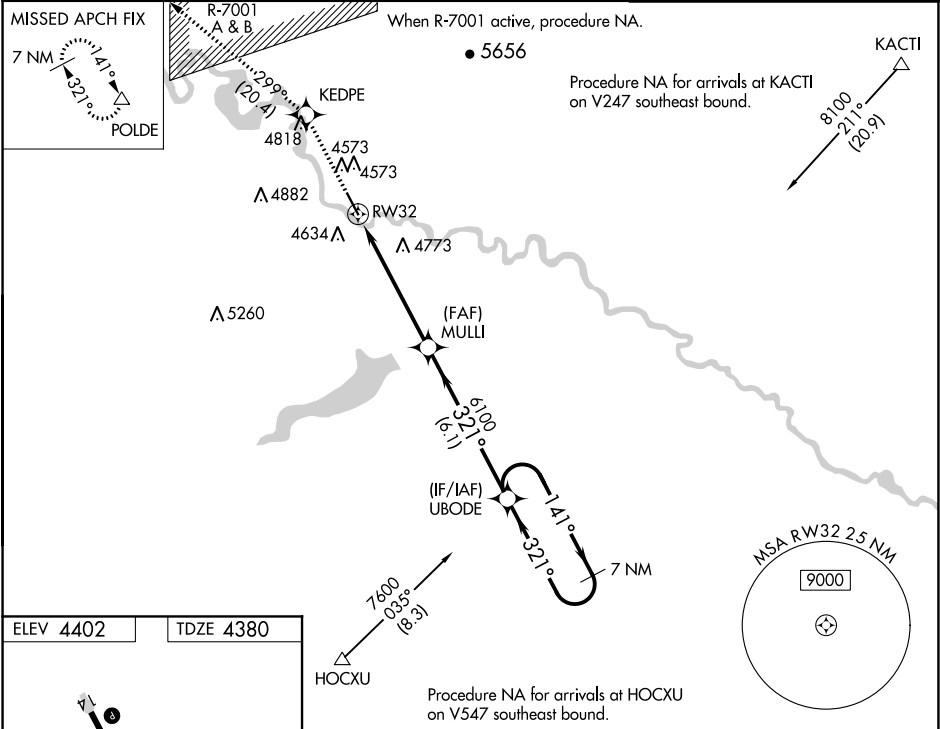 MISSED APCH FIX
7 NM
141°
321°
POLDE
R-7001
A & B
When R-7001 active, procedure NA.
5656
KACTI
Procedure NA for arrivals at KACTI
on V247 southeast bound.
8100
211°
(20.9)
299°
(20.4)
KEDPE
4818
4573
4573
4882
RW32
4634
4773
5260
(FAF)
MULLI
6100
321°
(6.1)
(IF/IAF)
UBODE
141°
321°
7 NM
MSA RW32 25 NM
9000
7600
035°
(8.3)
HOCXU
Procedure NA for arrivals at HOCXU
on V547 southeast bound.
ELEV 4402
TDZE 4380
14
P